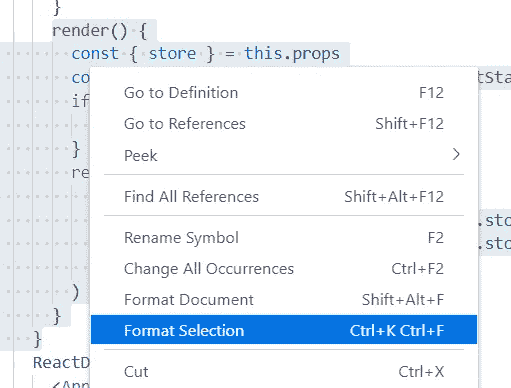 }
render() {
const { store } = this.props
co
tSta
if
}
re
.sto
.sto
)
}
}
ReactD
<App
Go to Definition F12
Go to References Shift+F12
Peek
Find All References Shift+Alt+F12
Rename Symbol F2
Change All Occurrences Ctrl+F2
Format Document Shift+Alt+F
Format Selection Ctrl+K Ctrl+F
Cut Ctrl+X